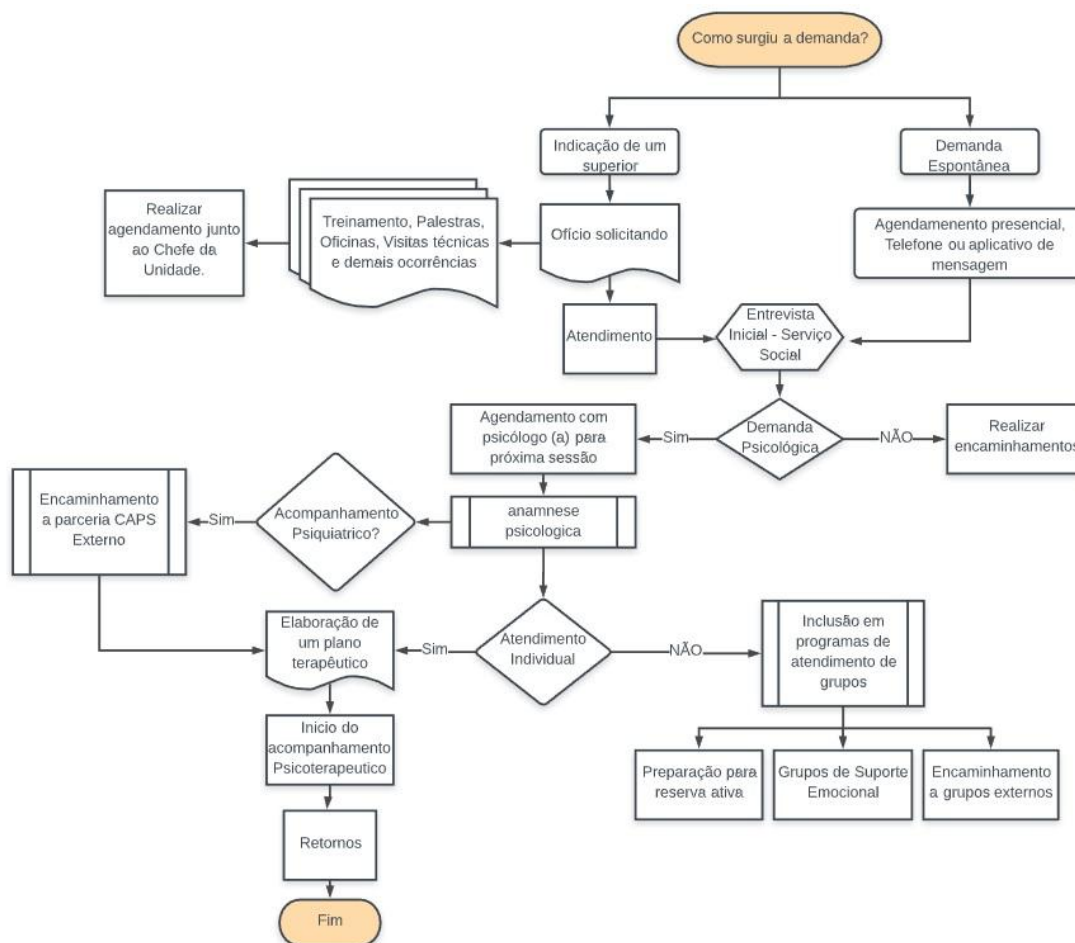 Como surgiu a demanda?
Indicação de um
superior
Demanda
Espontânea
Realizar
agendamento junto
ao Chefe da
Unidade.
Treinamento, Palestras,
Oficinas, Visitas técnicas
e demais ocorrências
Ofício solicitando
Agendamenento presencial,
Telefone ou aplicativo de
mensagem
Atendimento
Entrevista
Inicial - Serviço
Social
Agendamento com
psicólogo (a) para
próxima sessão
Sim
Demanda
Psicológica
NÃO
Realizar
encaminhamentos
Encaminhamento
a parceria CAPS
Externo
Sim
Acompanhamento
Psiquiatrico?
anamnese
psicologica
Elaboração de
um plano
terapêutico
Sim
Atendimento
Individual
NÃO
Inclusão em
programas de
atendimento de
grupos
Inicio do
acompanhamento
Psicoterapeutico
Preparação para
reserva ativa
Grupos de Suporte
Emocional
Encaminhamento
a grupos externos
Retornos
Fim